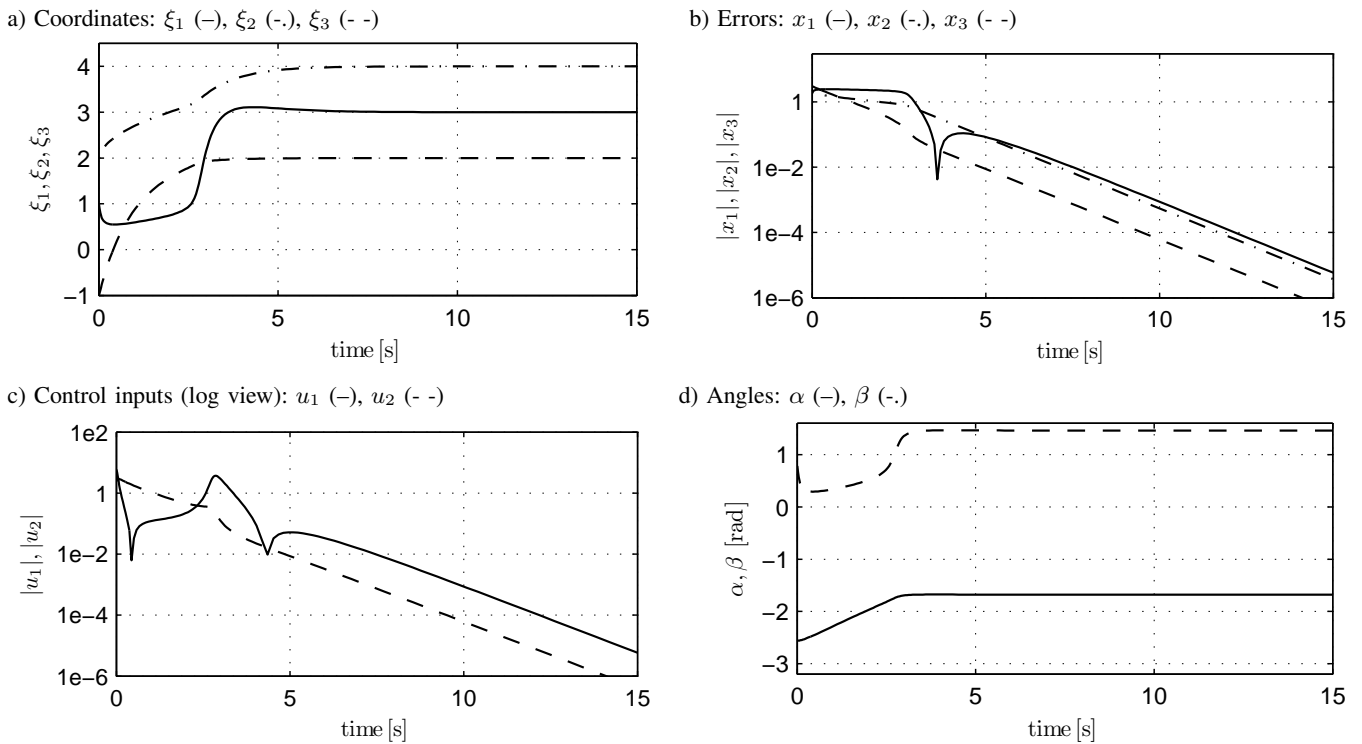 a) Coordinates: ξ₁ (–), ξ₂ (-.), ξ₃ (- -)
ξ₁, ξ₂, ξ₃
4
3
2
1
0
−1
0
5
10
15
time [s]
b) Errors: x₁ (–), x₂ (-.), x₃ (- -)
|x₁|, |x₂|, |x₃|
1
1e−2
1e−4
1e−6
0
5
10
15
time [s]
c) Control inputs (log view): u₁ (–), u₂ (- -)
|u₁|, |u₂|
1e2
1
1e−2
1e−4
1e−6
0
5
10
15
time [s]
d) Angles: α (–), β (-.)
α, β [rad]
1
0
−1
−2
−3
0
5
10
15
time [s]